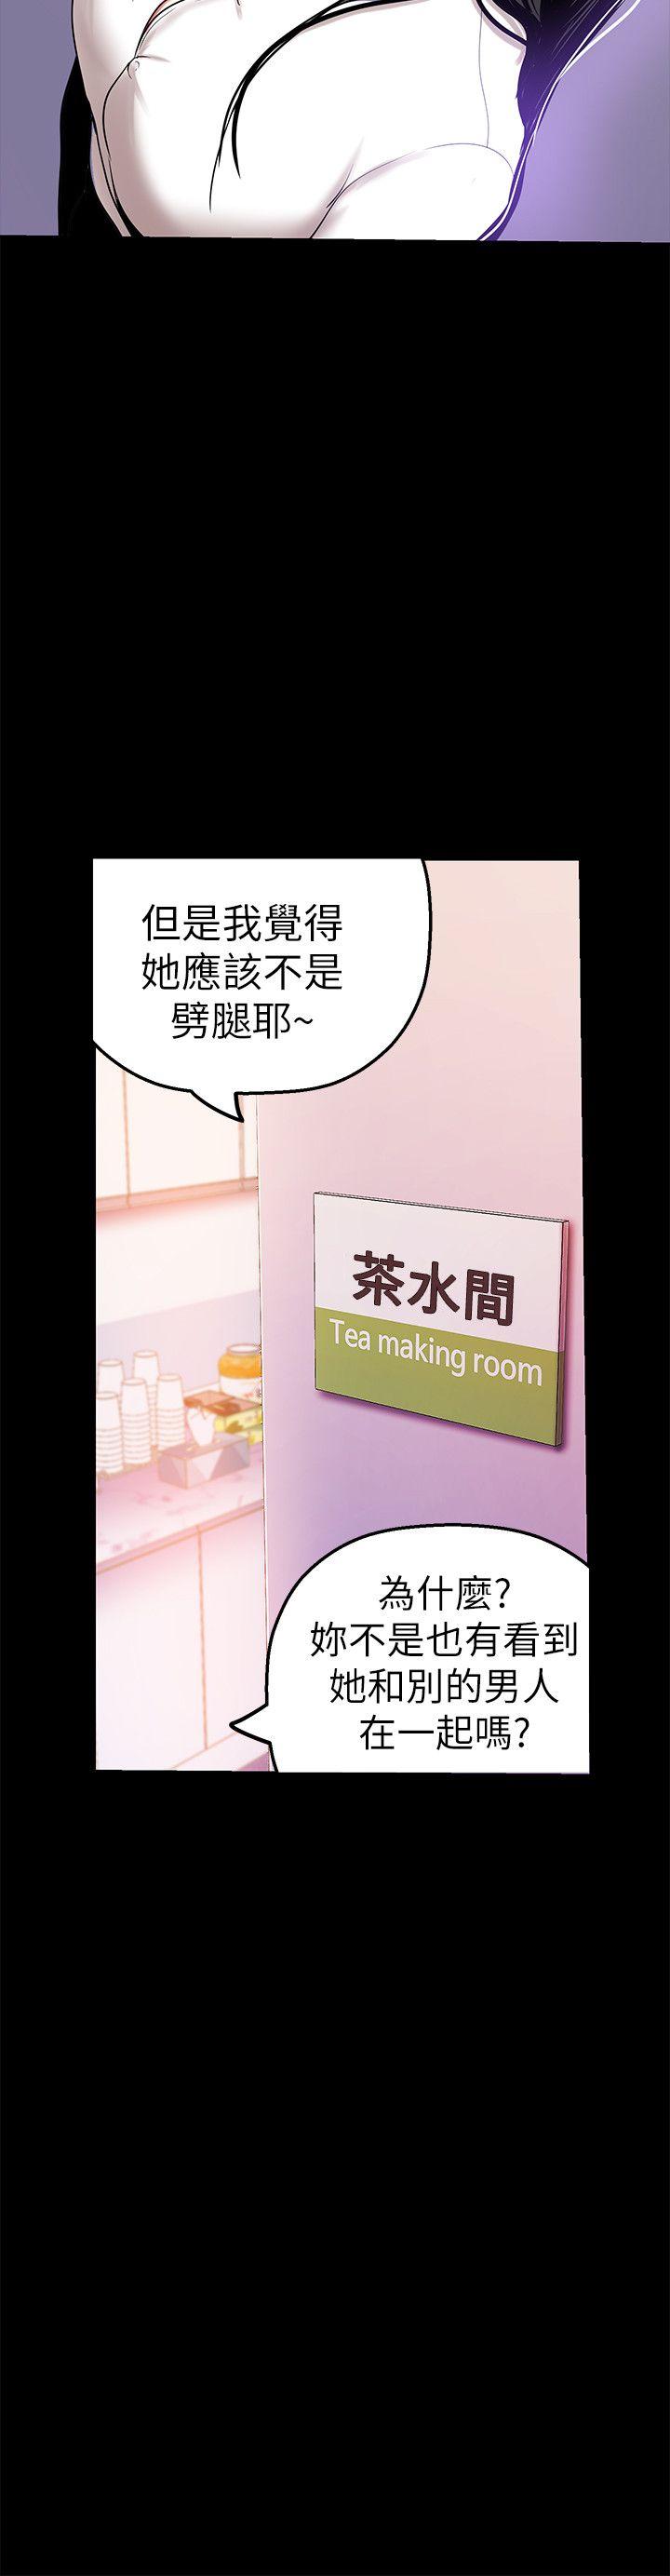 但是我覺得
她應該不是
劈腿耶~
茶水間
Tea making room
為什麼?
妳不是也有看到
她和別的男人
在一起嗎?